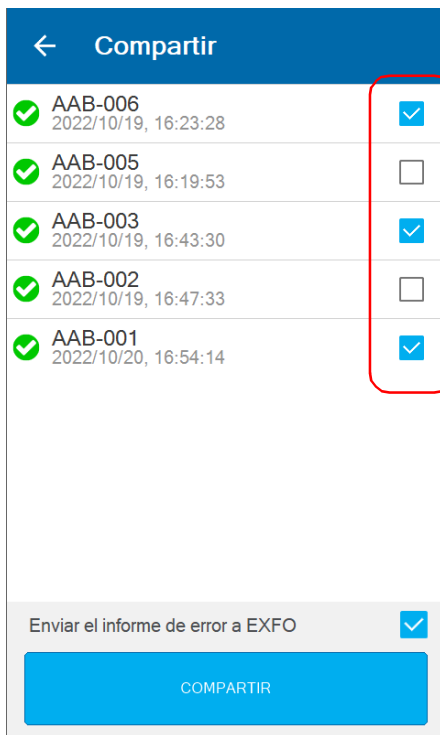 Compartir
AAB-006
2022/10/19, 16:23:28
AAB-005
2022/10/19, 16:19:53
AAB-003
2022/10/19, 16:43:30
AAB-002
2022/10/19, 16:47:33
AAB-001
2022/10/20, 16:54:14
Enviar el informe de error a EXFO
COMPARTIR